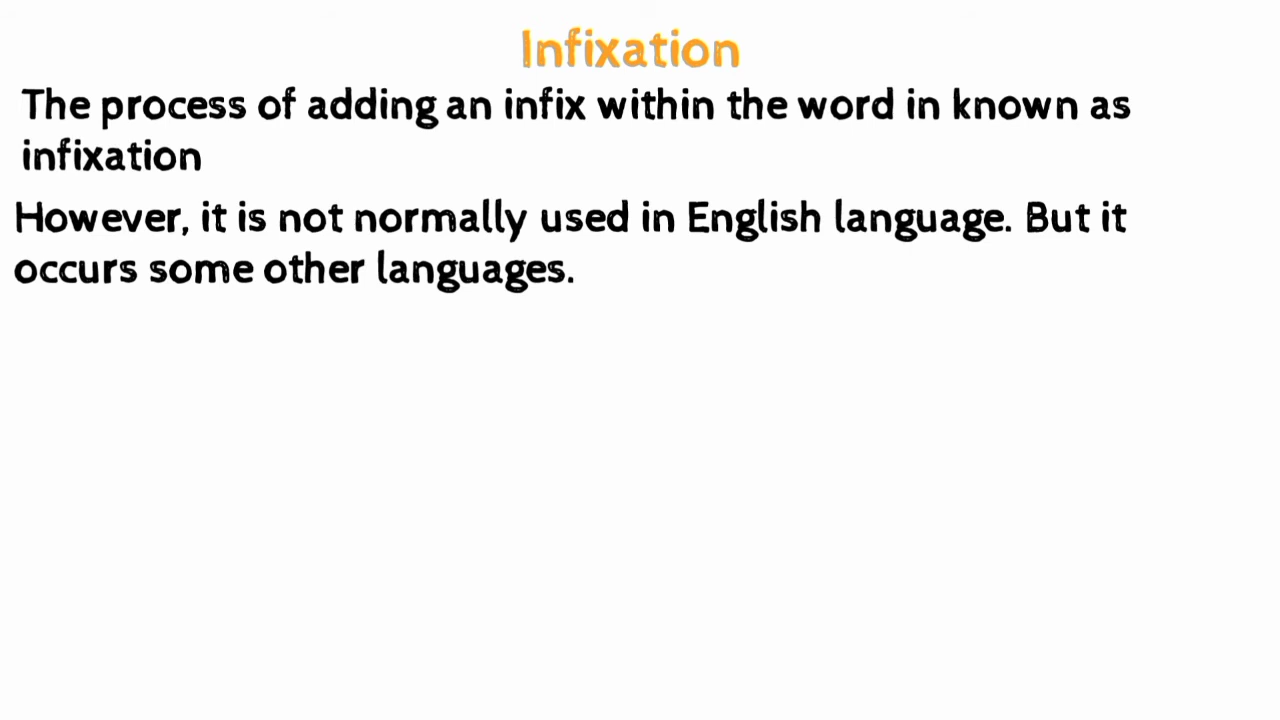 Infixation
The process of adding an infix within the word in known as
infixation
However, it is not normally used in English language. But it
occurs some other languages.